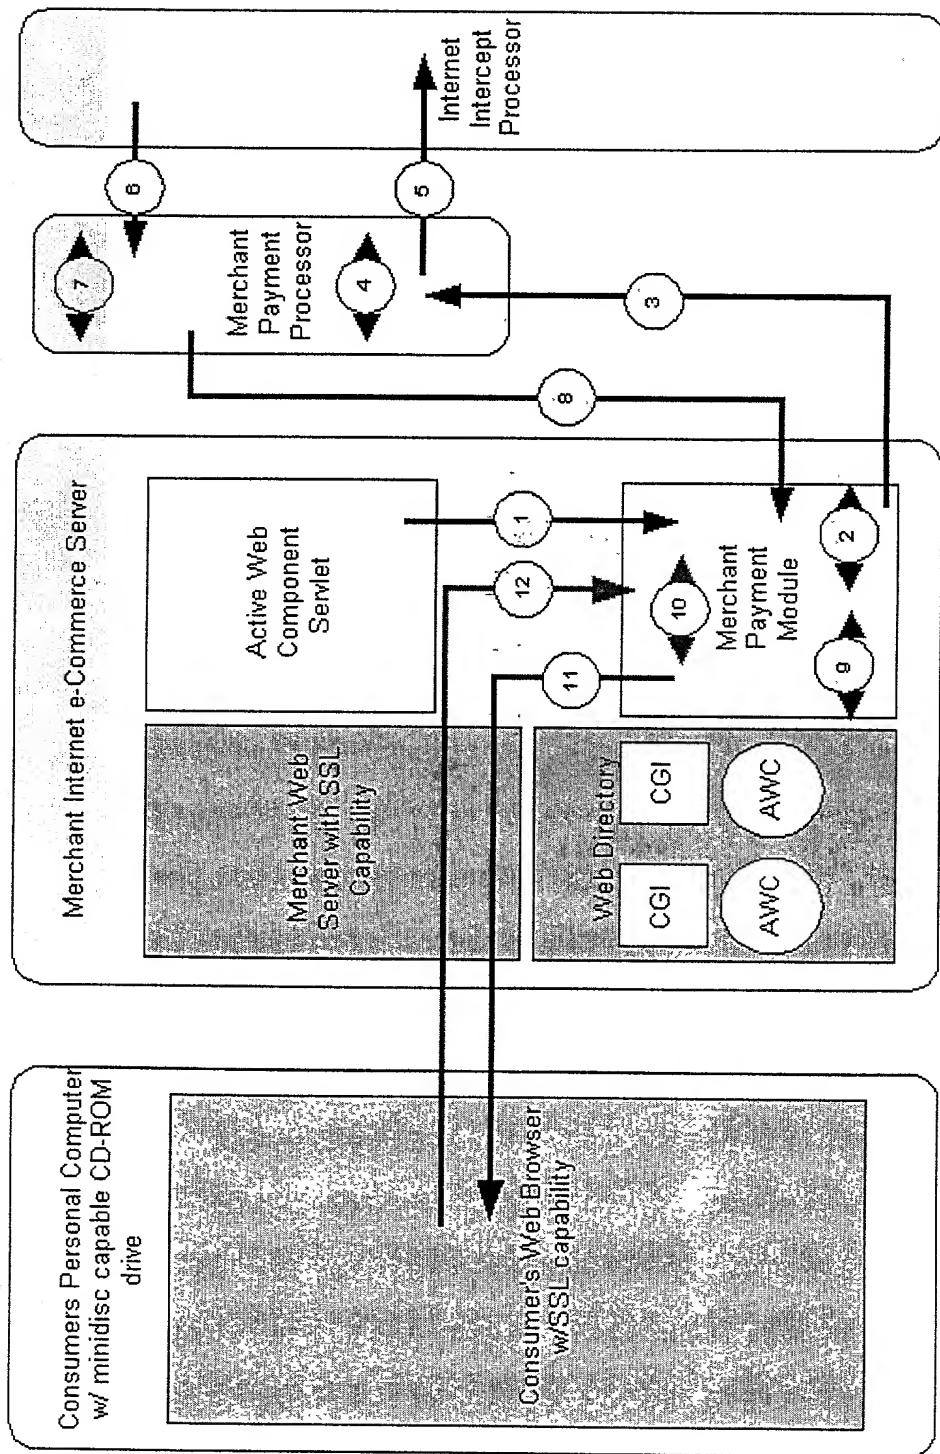 Consumers Personal Computer
w/ minidisc capable CD-ROM
drive
Consumer's Web Browser
w/SSL capability
Merchant Internet e-Commerce Server
Merchant Web
Server with SSL
Capability
Active Web
Component
Servlet
Web Directory
CGI
CGI
AWC
AWC
Merchant
Payment
Module
1
12
11
10
2
9
8
3
Merchant
Payment
Processor
7
4
6
5
Internet
Intercept
Processor